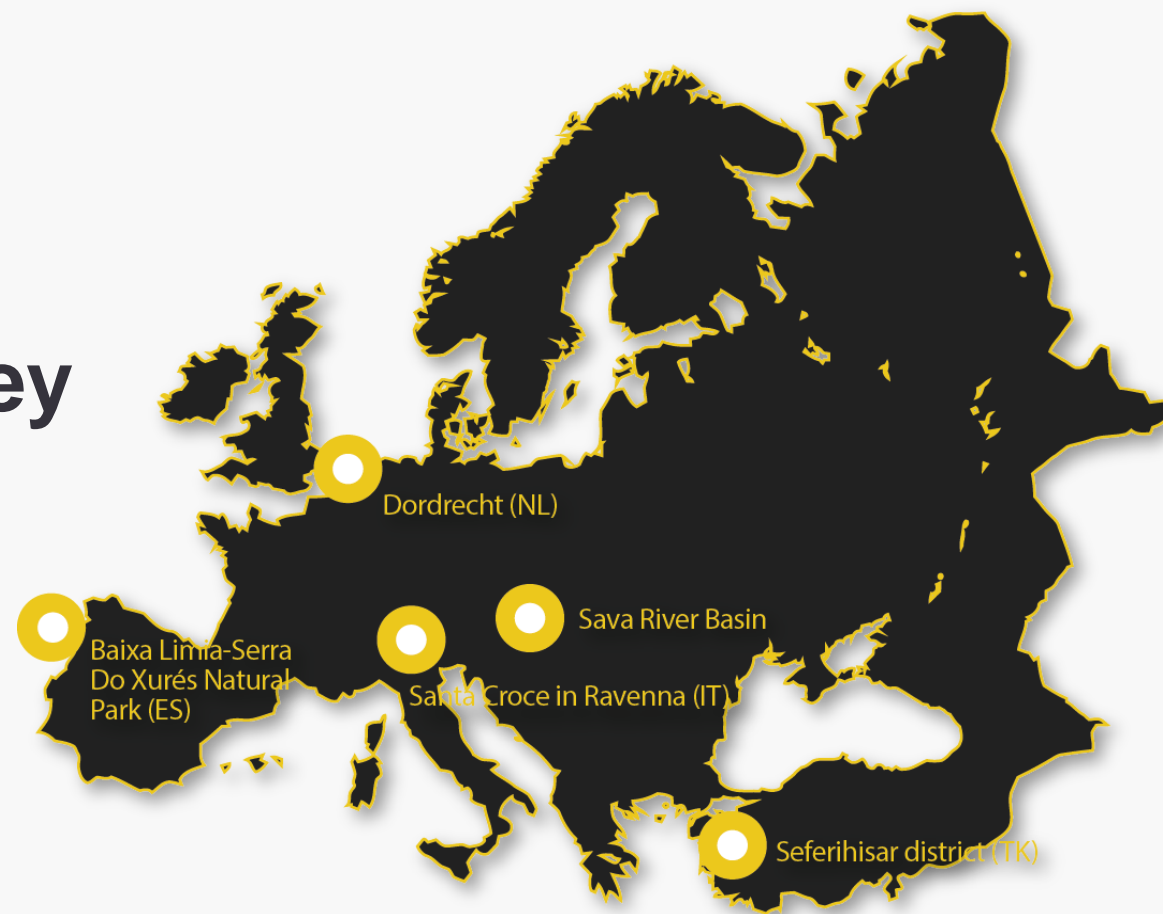 ey
Dordrecht (NL)
Sava River Basin
Baixa Limia-Serra
Do Xurés Natural
Park (ES)
Santa Croce in Ravenna (IT)
Seferihisar district (TK)